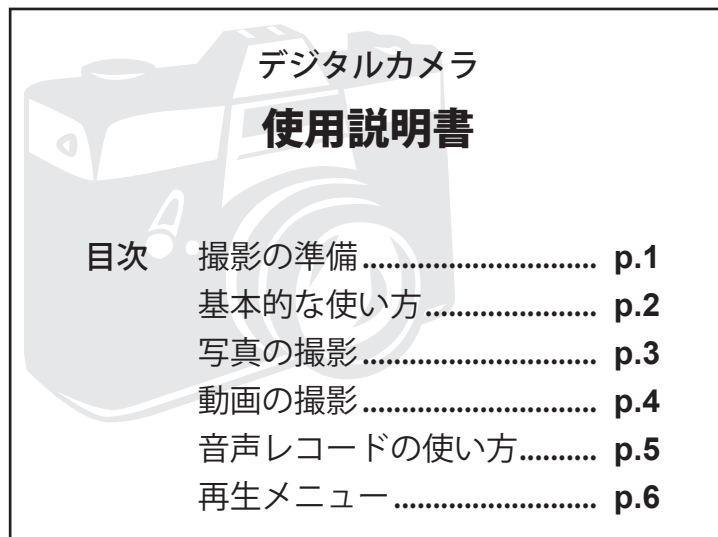 デジタルカメラ
使用説明書
目次 撮影の準備............................ p.1
基本的な使い方..................... p.2
写真の撮影............................ p.3
動画の撮影............................ p.4
音声レコードの使い方.......... p.5
再生メニュー......................... p.6